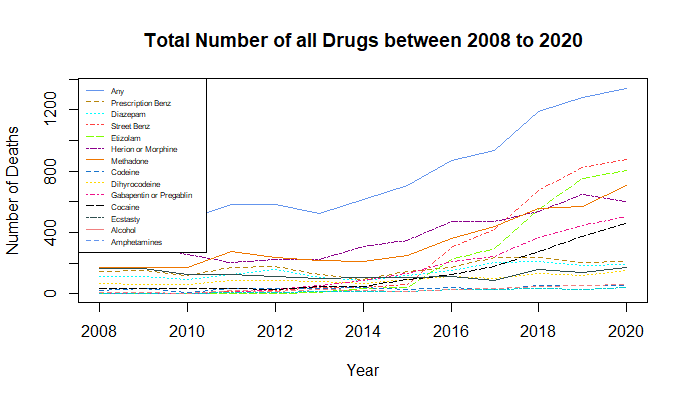 Total Number of all Drugs between 2008 to 2020
Number of Deaths
1200
800
400
0
Any
Prescription Benz
Diazepam
Street Benz
Etizolam
Herion or Morphine
Methadone
Codeine
Dihyrocodeine
Gabapentin or Pregablin
Cocaine
Ecstasty
Alcohol
Amphetamines
2008 2010 2012 2014 2016 2018 2020
Year